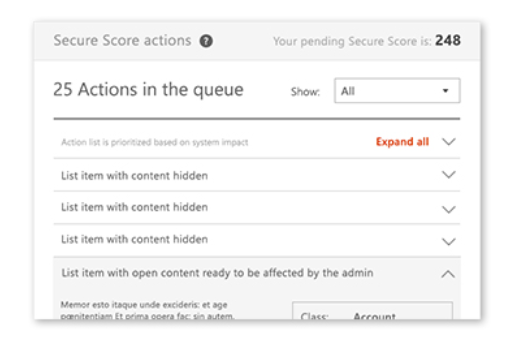 Secure Score actions ?
Your pending Secure Score is: 248
25 Actions in the queue
Show: All
Action list is prioritized based on system impact
Expand all
List item with content hidden
List item with content hidden
List item with content hidden
List item with open content ready to be affected by the admin
Memor esto itaque unde excideris: et age
pœnitentiam Et prima opera fac: sin autem,
Class: Account